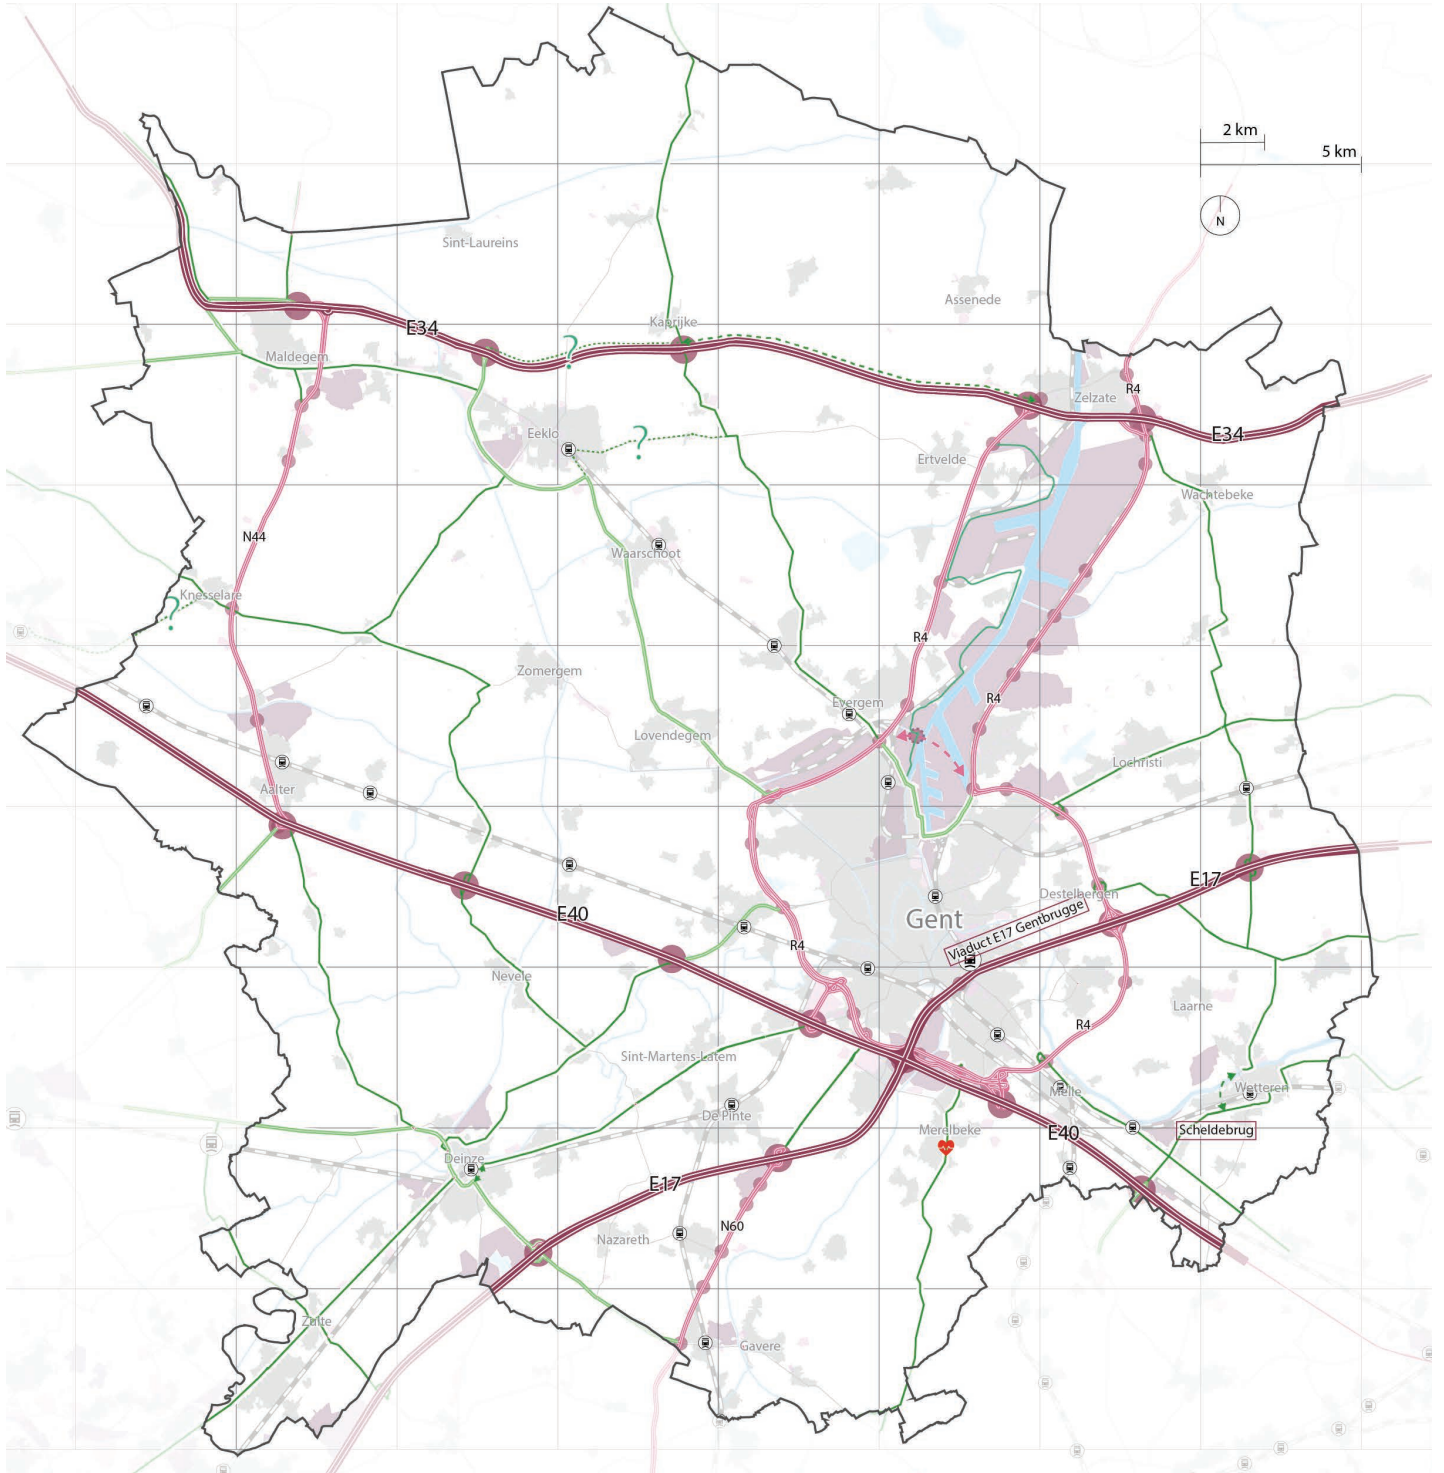 2 km
5 km
N
Sint-Laureins
Assenede
Kaprijke
E34
?
Maldegem
R4
Zelzate
E34
Eeklo
?
Ertvelde
Wachtebeke
N44
Waarschoot
Knesselare
?
R4
Zomergem
R4
Evergem
Lovendegem
Lochristi
Aalter
E17
Destelbergen
E40
Gent
Viaduct E17 Gentbrugge
R4
Nevele
Laarne
R4
Sint-Martens-Latem
Wetteren
Melle
De Pinte
Merelbeke
E40
Scheldebrug
Deinze
E17
N60
Nazareth
Zulte
Gavere